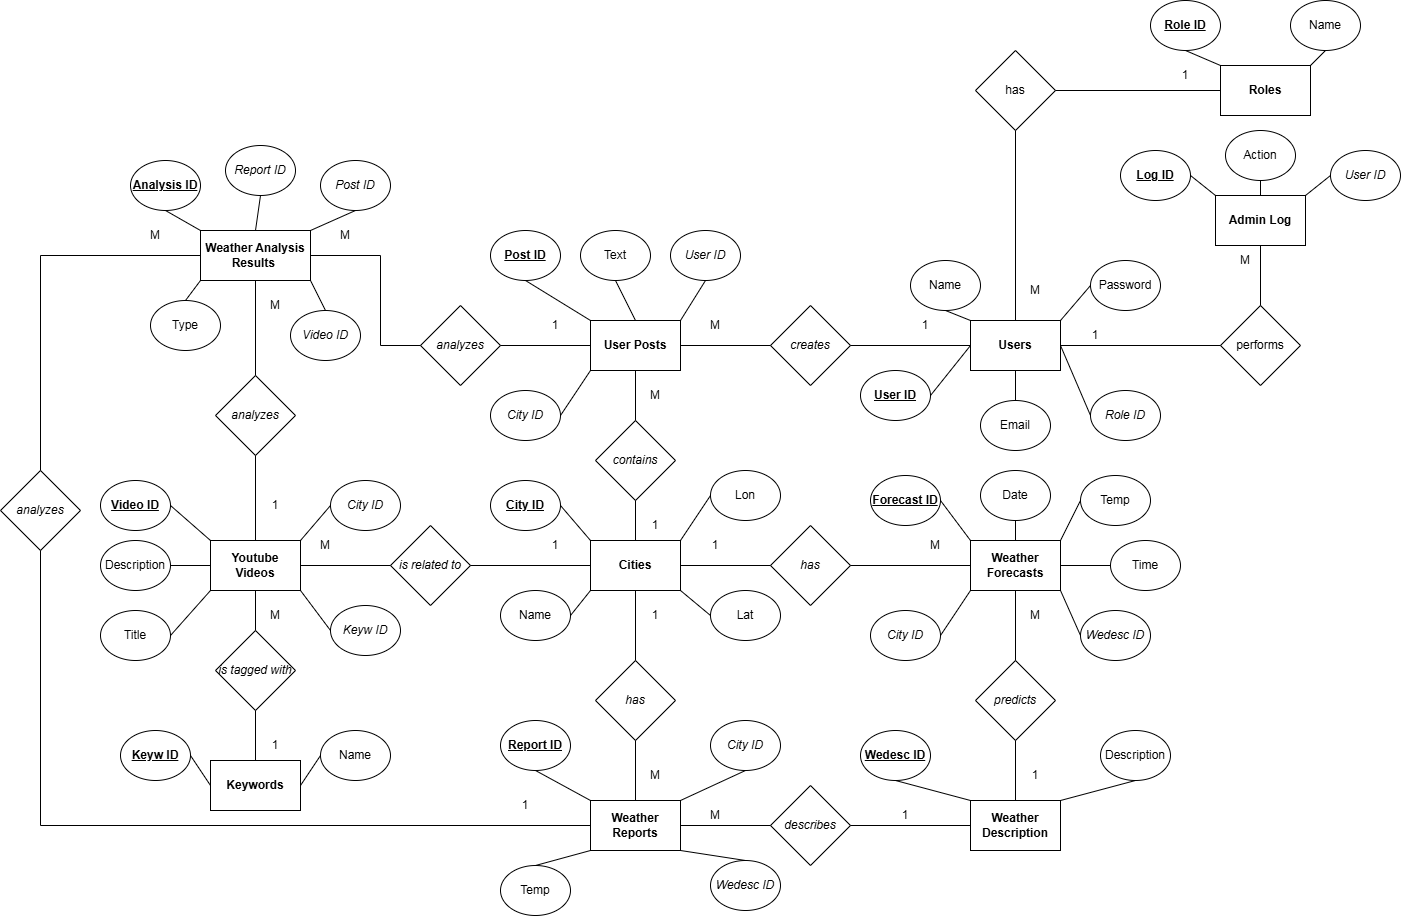 Role ID
Name
has
1
Roles
Action
Log ID
User ID
Admin Log
M
Report ID
Analysis ID
Post ID
M
M
Weather Analysis
Results
M
Type
Video ID
Post ID
Text
User ID
Name
Password
M
1
M
1
1
analyzes
User Posts
creates
Users
performs
User ID
Role ID
City ID
M
Email
analyzes
contains
Video ID
1
City ID
City ID
Lon
Forecast ID
Date
Temp
analyzes
1
M
1
1
M
Description
Youtube
Videos
is related to
Cities
has
Weather
Forecasts
Time
Title
M
Keyw ID
Name
1
Lat
City ID
M
Wedesc ID
is tagged with
has
predicts
1
Keyw ID
Name
Report ID
City ID
Wedesc ID
Description
Keywords
M
1
1
M
1
Weather
Reports
describes
Weather
Description
Temp
Wedesc ID